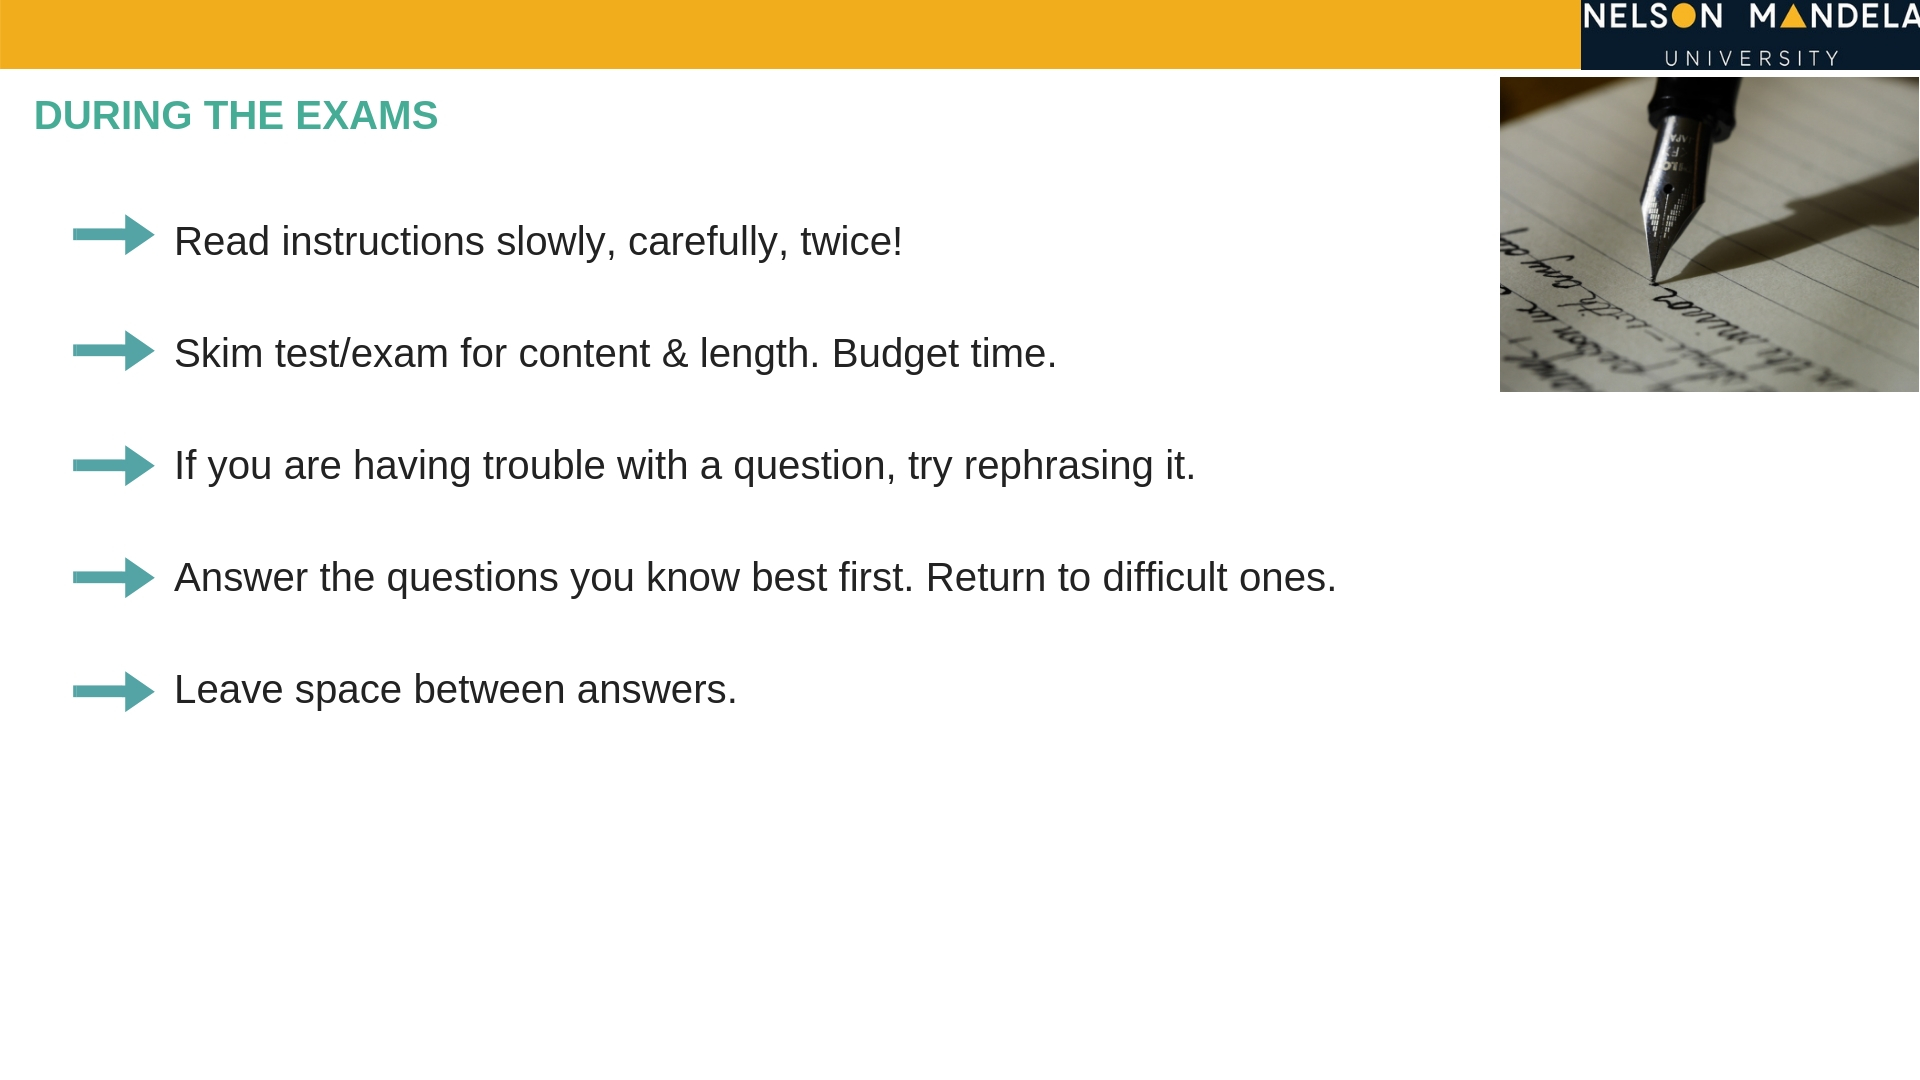 NELSON MANDELA
UNIVERSITY
DURING THE EXAMS
Read instructions slowly, carefully, twice!
Skim test/exam for content & length. Budget time.
If you are having trouble with a question, try rephrasing it.
Answer the questions you know best first. Return to difficult ones.
Leave space between answers.